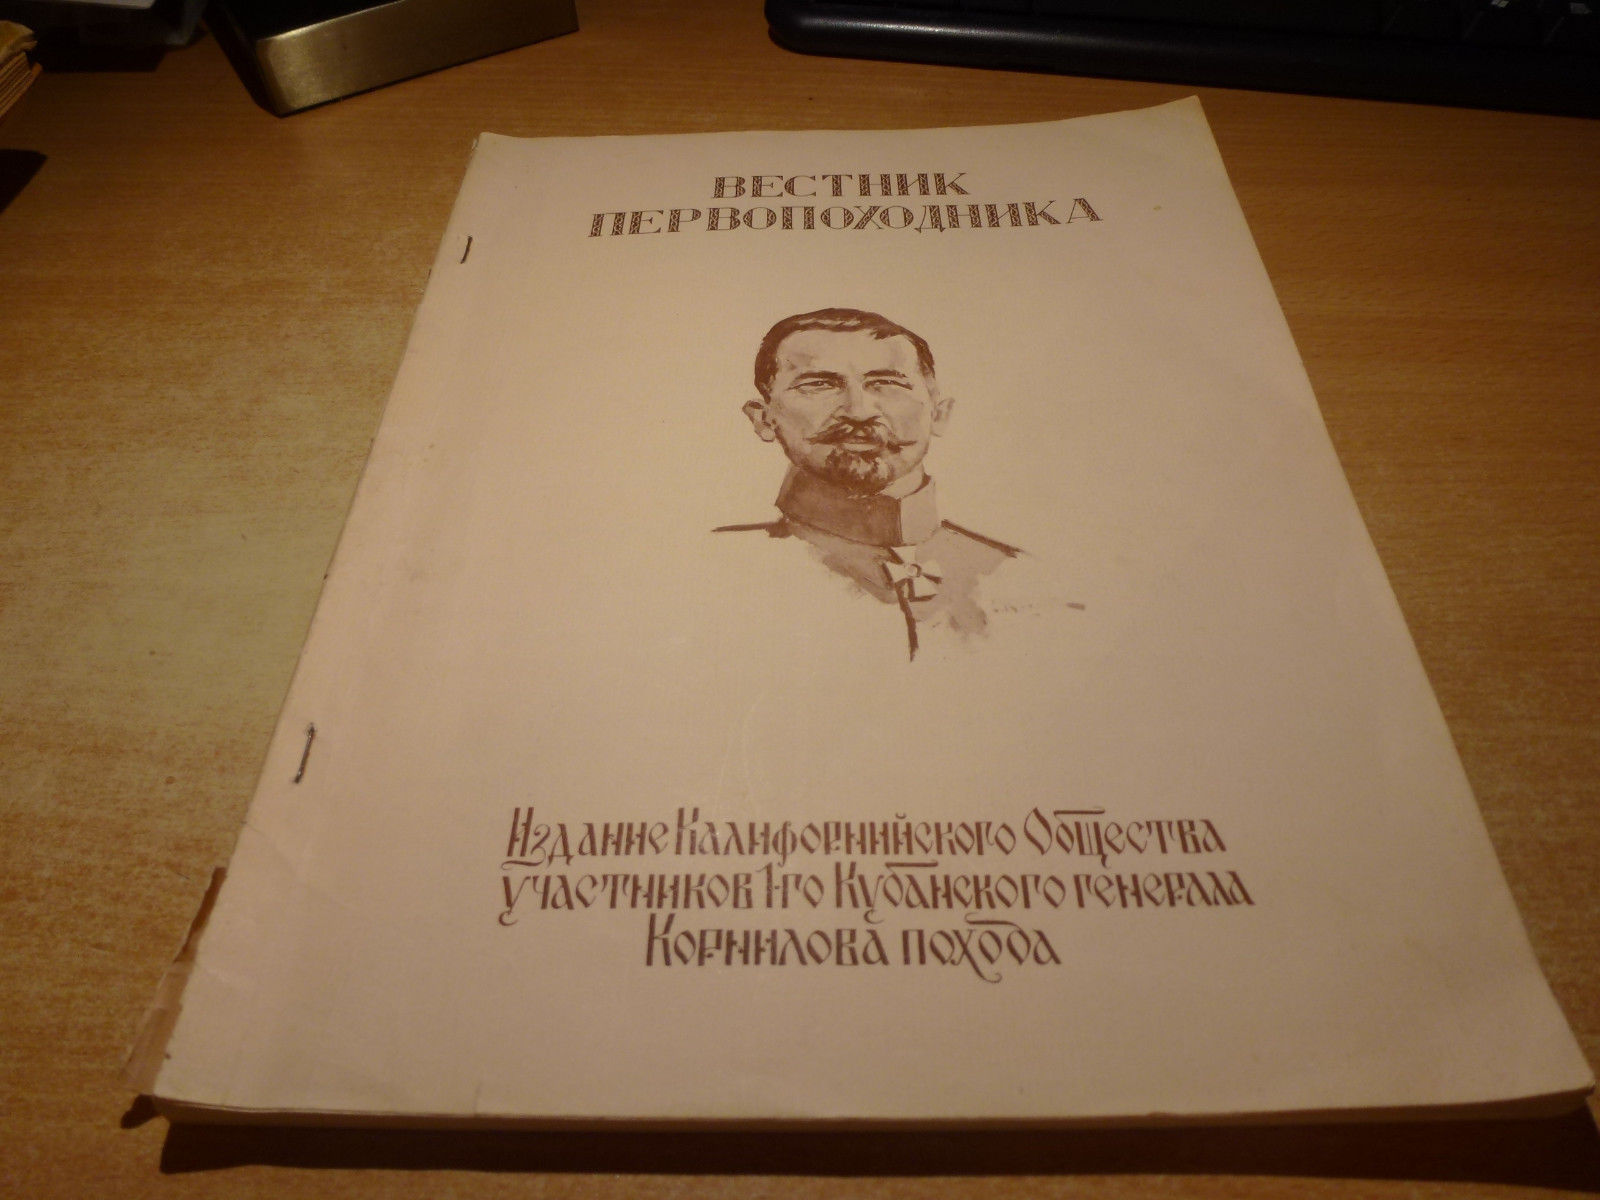 ВЕСТНИК
ПЕРВОПОХОДНИКА
Издание Калифорнийского Общества
участников 1-го Кубанского генерала
Корнилова похода